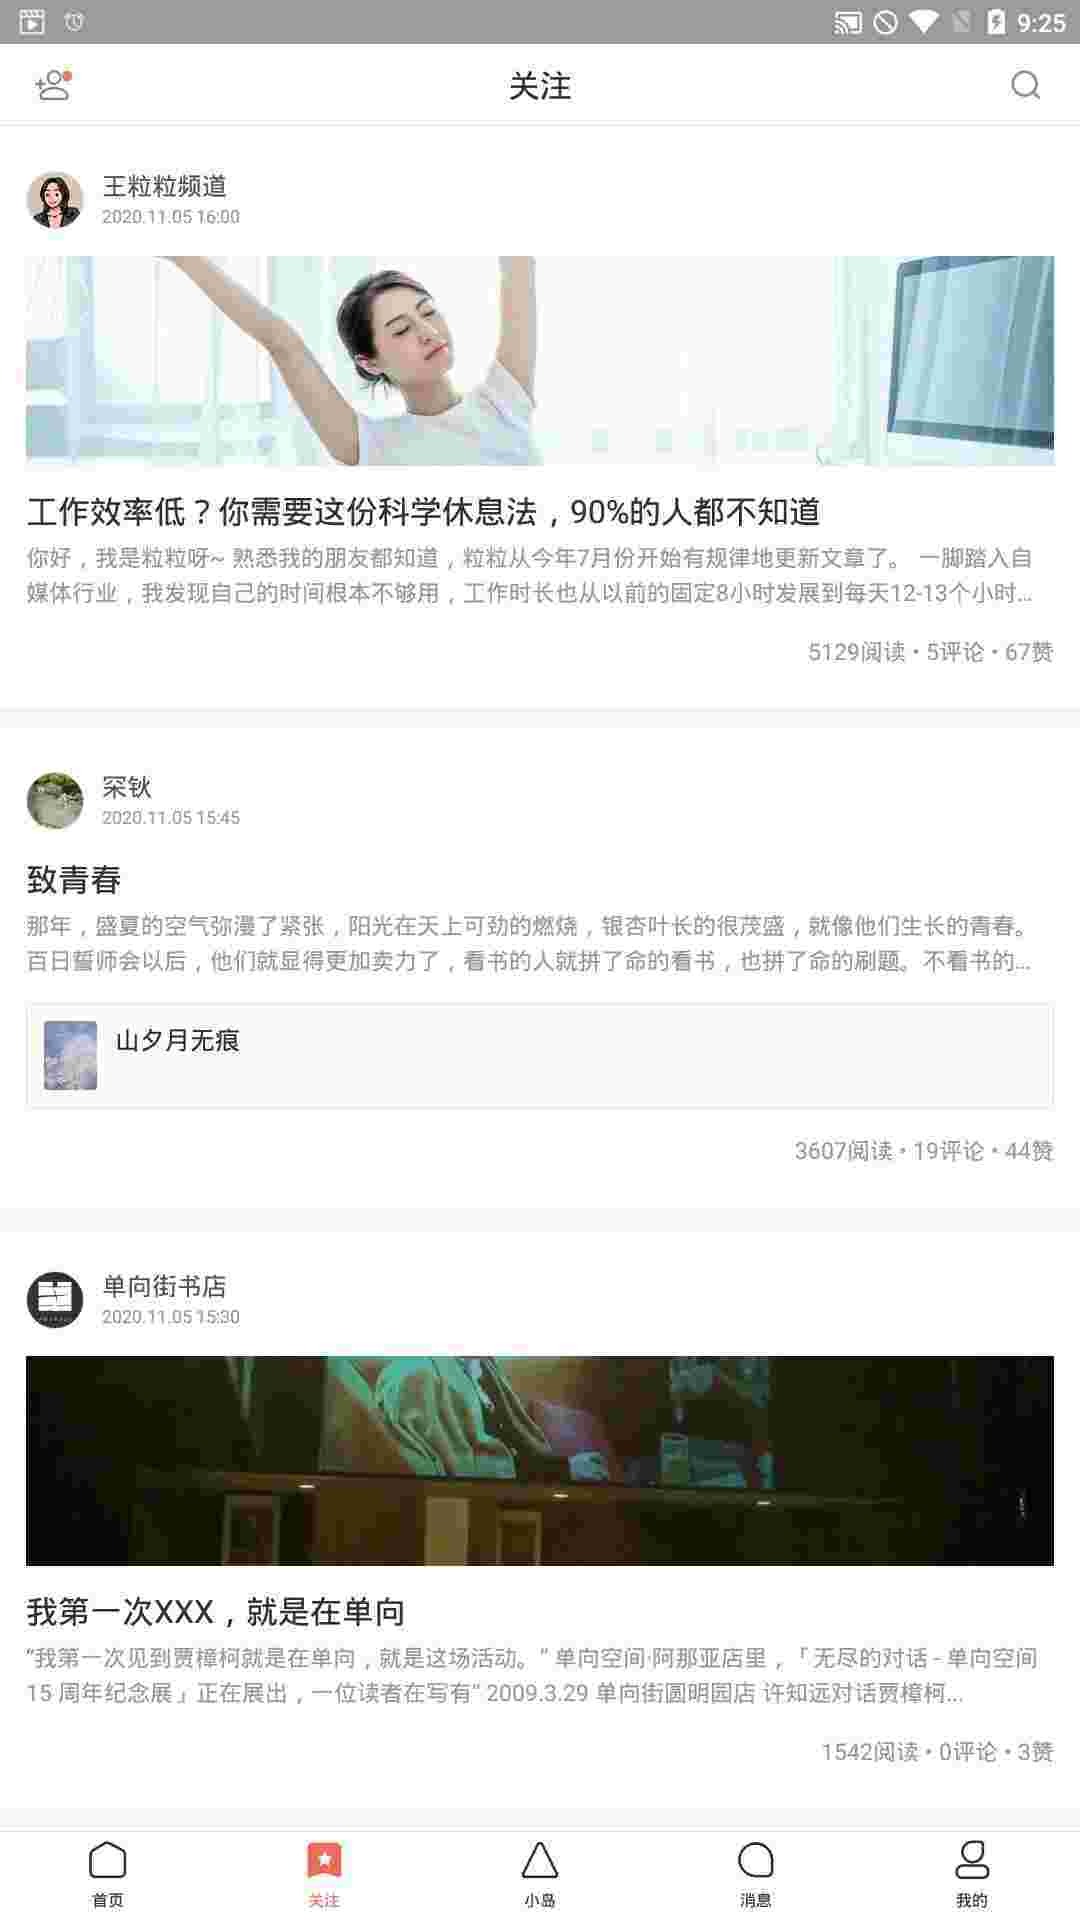 9:25
关注
王粒粒频道
2020.11.05 16:00
工作效率低？你需要这份科学休息法，90%的人都不知道
你好，我是粒粒呀~ 熟悉我的朋友都知道，粒粒从今年7月份开始有规律地更新文章了。 一脚踏入自
媒体行业，我发现自己的时间根本不够用，工作时长也从以前的固定8小时发展到每天12-13个小时...
5129阅读 • 5评论 • 67赞
罙钬
2020.11.05 15:45
致青春
那年，盛夏的空气弥漫了紧张，阳光在天上可劲的燃烧，银杏叶长的很茂盛，就像他们生长的青春。
百日誓师会以后，他们就显得更加卖力了，看书的人就拼了命的看书，也拼了命的刷题。不看书的...
山夕月无痕
3607阅读 • 19评论 • 44赞
单向街书店
2020.11.05 15:30
我第一次XXX，就是在单向
“我第一次见到贾樟柯就是在单向，就是这场活动。” 单向空间·阿那亚店里，「无尽的对话 - 单向空间
15 周年纪念展」正在展出，一位读者在写有“ 2009.3.29 单向街圆明园店 许知远对话贾樟柯...
1542阅读 • 0评论 • 3赞
首页
关注
小岛
消息
我的